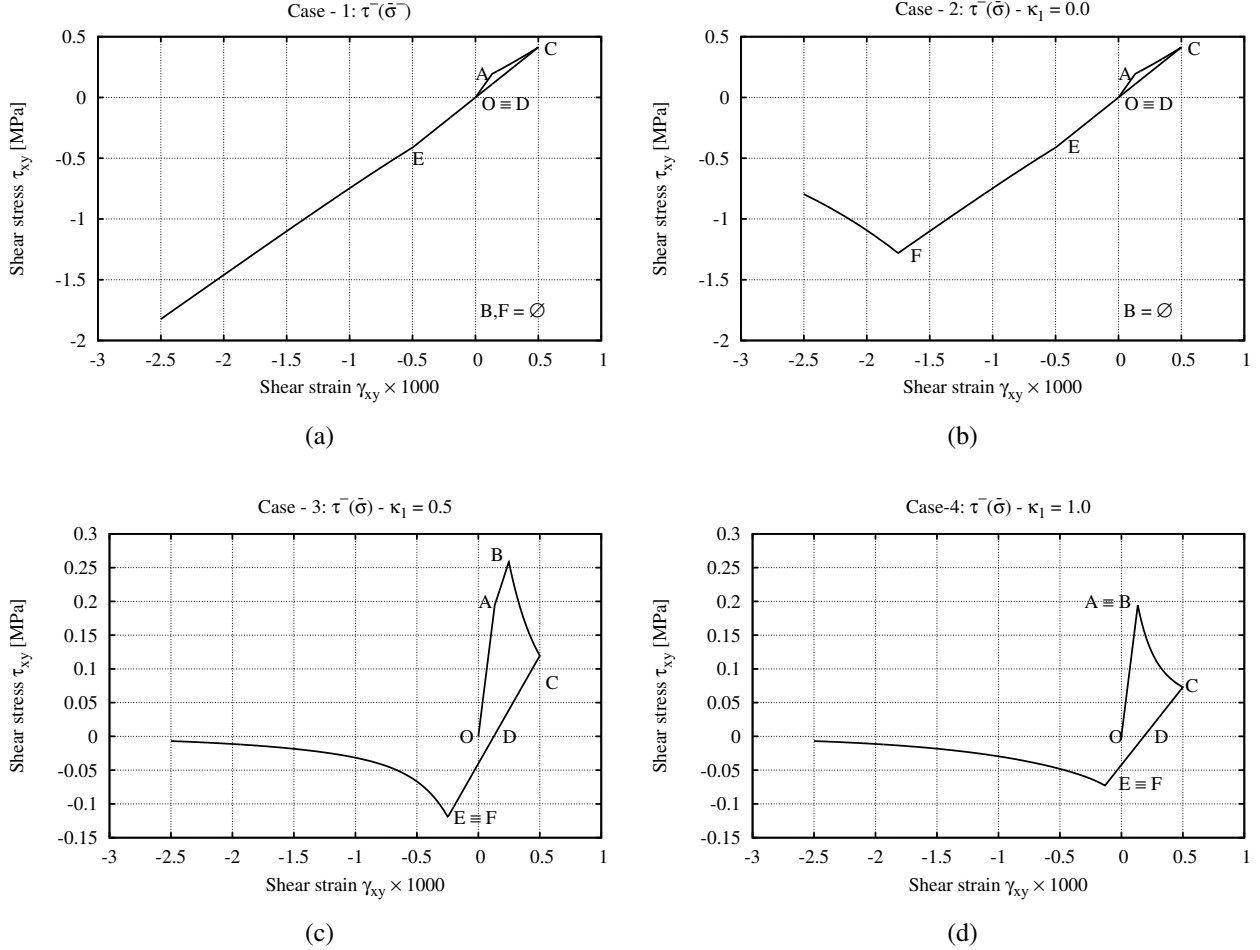 Case - 1: τ⁻(σ̄⁻)
0.5
0
-0.5
-1
-1.5
-2
Shear stress τxy [MPa]
A
C
O ≡ D
E
B,F = ∅
-3 -2.5 -2 -1.5 -1 -0.5 0 0.5 1
Shear strain γxy × 1000
(a)
Case - 2: τ⁻(σ̄) - κ1 = 0.0
0.5
0
-0.5
-1
-1.5
-2
Shear stress τxy [MPa]
A
C
O ≡ D
E
F
B = ∅
-3 -2.5 -2 -1.5 -1 -0.5 0 0.5 1
Shear strain γxy × 1000
(b)
Case - 3: τ⁻(σ̄) - κ1 = 0.5
0.3
0.25
0.2
0.15
0.1
0.05
0
-0.05
-0.1
-0.15
Shear stress τxy [MPa]
B
A
C
O
D
E ≡ F
-3 -2.5 -2 -1.5 -1 -0.5 0 0.5 1
Shear strain γxy × 1000
(c)
Case-4: τ⁻(σ̄) - κ1 = 1.0
0.3
0.25
0.2
0.15
0.1
0.05
0
-0.05
-0.1
-0.15
Shear stress τxy [MPa]
A ≡ B
C
O
D
E ≡ F
-3 -2.5 -2 -1.5 -1 -0.5 0 0.5 1
Shear strain γxy × 1000
(d)